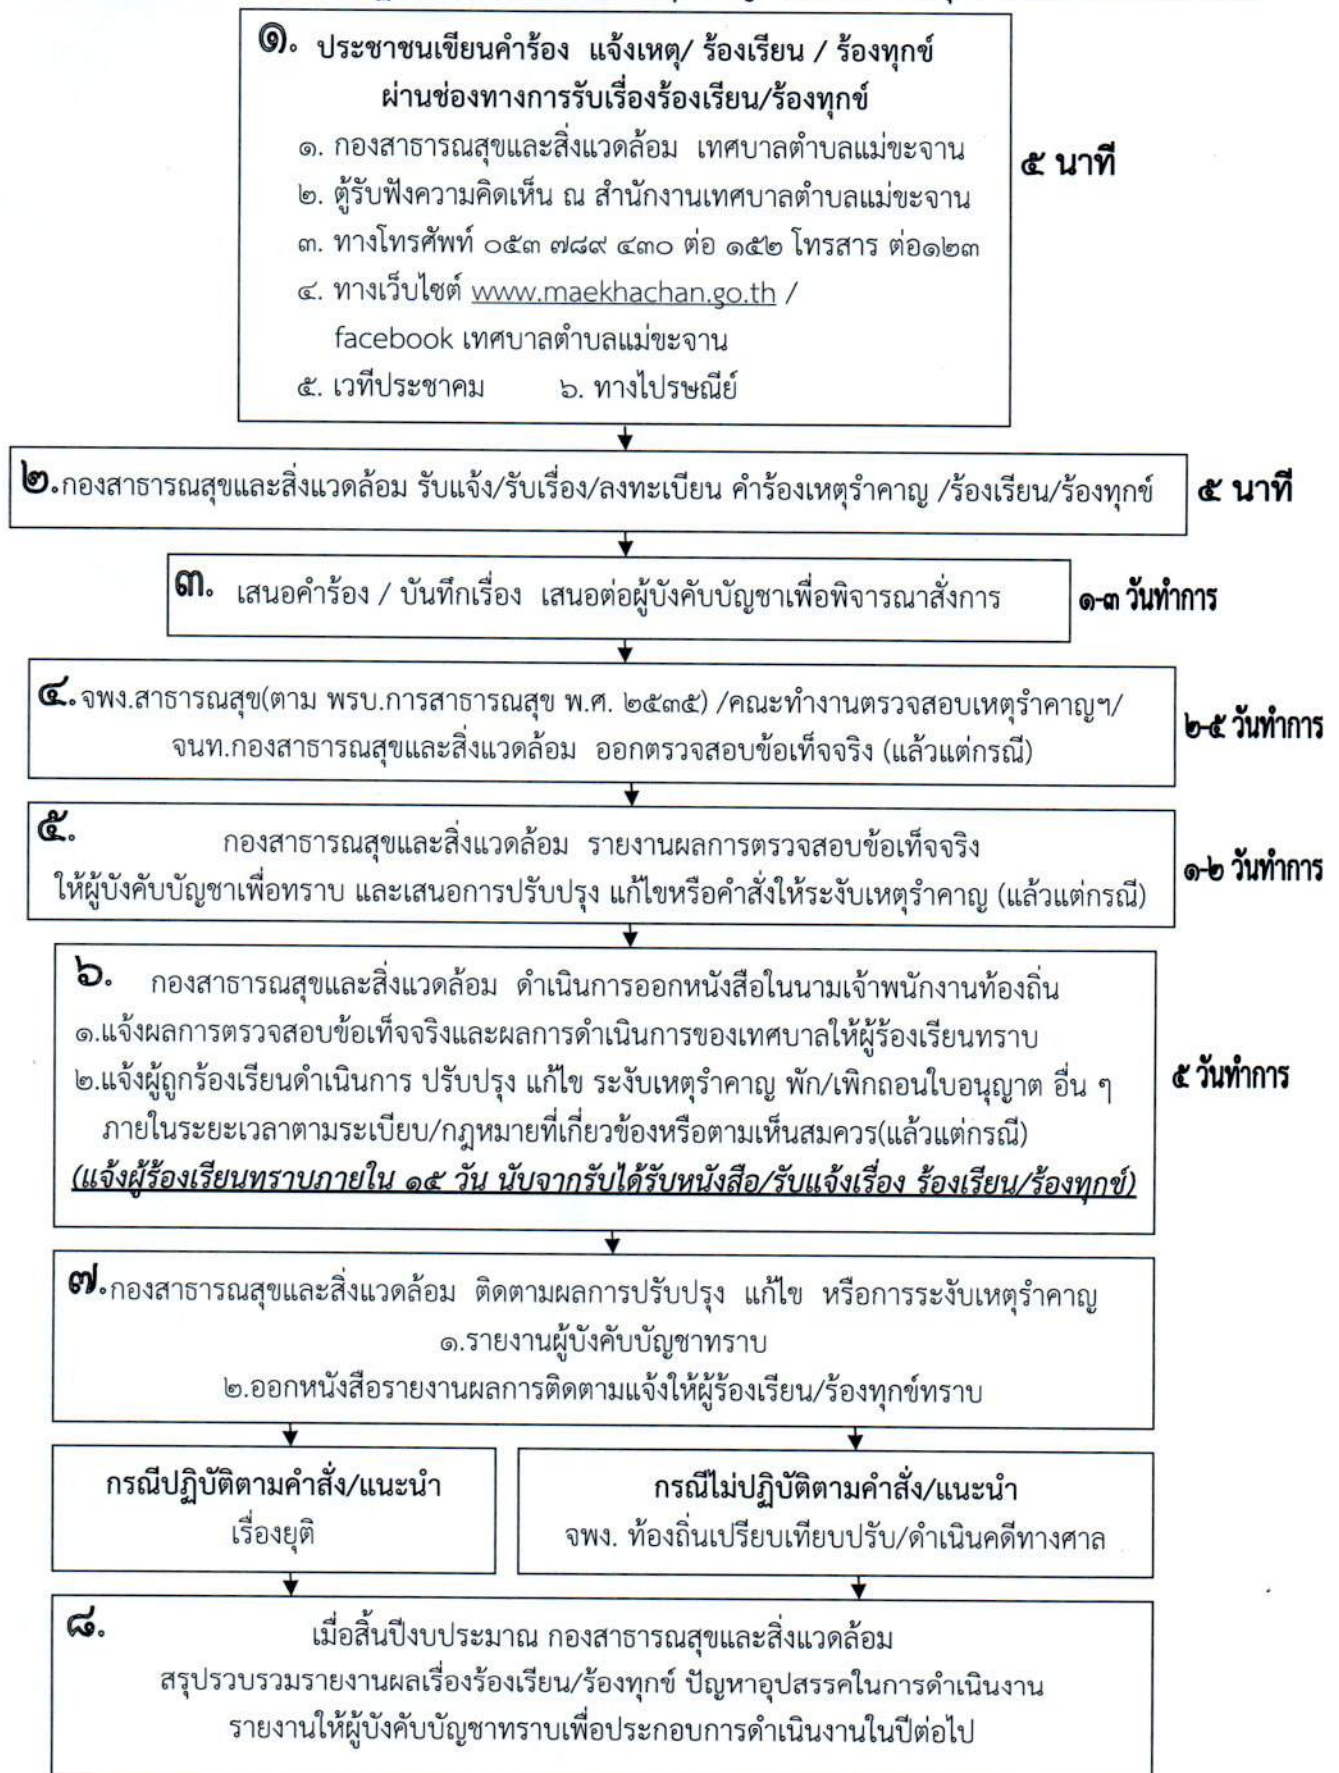 ๑. ประชาชนเขียนคำร้อง แจ้งเหตุ/ ร้องเรียน / ร้องทุกข์
ผ่านช่องทางการรับเรื่องร้องเรียน/ร้องทุกข์
๑. กองสาธารณสุขและสิ่งแวดล้อม เทศบาลตำบลแม่ขะจาน
๒. ตู้รับฟังความคิดเห็น ณ สำนักงานเทศบาลตำบลแม่ขะจาน
๓. ทางโทรศัพท์ ๐๕๓ ๗๘๙ ๔๓๐ ต่อ ๑๕๒ โทรสาร ต่อ๑๒๓
๔. ทางเว็บไซต์ www.maekhachan.go.th /
facebook เทศบาลตำบลแม่ขะจาน
๕. เวทีประชาคม ๖. ทางไปรษณีย์
๕ นาที
๒.กองสาธารณสุขและสิ่งแวดล้อม รับแจ้ง/รับเรื่อง/ลงทะเบียน คำร้องเหตุรำคาญ /ร้องเรียน/ร้องทุกข์
๕ นาที
๓. เสนอคำร้อง / บันทึกเรื่อง เสนอต่อผู้บังคับบัญชาเพื่อพิจารณาสั่งการ
๑-๓ วันทำการ
๔.จพง.สาธารณสุข(ตาม พรบ.การสาธารณสุข พ.ศ. ๒๕๓๕) /คณะทำงานตรวจสอบเหตุรำคาญฯ/
จนท.กองสาธารณสุขและสิ่งแวดล้อม ออกตรวจสอบข้อเท็จจริง (แล้วแต่กรณี)
๒-๕ วันทำการ
๕. กองสาธารณสุขและสิ่งแวดล้อม รายงานผลการตรวจสอบข้อเท็จจริง
ให้ผู้บังคับบัญชาเพื่อทราบ และเสนอการปรับปรุง แก้ไขหรือคำสั่งให้ระงับเหตุรำคาญ (แล้วแต่กรณี)
๑-๒ วันทำการ
๖. กองสาธารณสุขและสิ่งแวดล้อม ดำเนินการออกหนังสือในนามเจ้าพนักงานท้องถิ่น
๑.แจ้งผลการตรวจสอบข้อเท็จจริงและผลการดำเนินการของเทศบาลให้ผู้ร้องเรียนทราบ
๒.แจ้งผู้ถูกร้องเรียนดำเนินการ ปรับปรุง แก้ไข ระงับเหตุรำคาญ พัก/เพิกถอนใบอนุญาต อื่น ๆ
ภายในระยะเวลาตามระเบียบ/กฎหมายที่เกี่ยวข้องหรือตามเห็นสมควร(แล้วแต่กรณี)
(แจ้งผู้ร้องเรียนทราบภายใน ๑๕ วัน นับจากรับได้รับหนังสือ/รับแจ้งเรื่อง ร้องเรียน/ร้องทุกข์)
๕ วันทำการ
๗.กองสาธารณสุขและสิ่งแวดล้อม ติดตามผลการปรับปรุง แก้ไข หรือการระงับเหตุรำคาญ
๑.รายงานผู้บังคับบัญชาทราบ
๒.ออกหนังสือรายงานผลการติดตามแจ้งให้ผู้ร้องเรียน/ร้องทุกข์ทราบ
กรณีปฏิบัติตามคำสั่ง/แนะนำ
เรื่องยุติ
กรณีไม่ปฏิบัติตามคำสั่ง/แนะนำ
จพง. ท้องถิ่นเปรียบเทียบปรับ/ดำเนินคดีทางศาล
๘. เมื่อสิ้นปีงบประมาณ กองสาธารณสุขและสิ่งแวดล้อม
สรุปรวบรวมรายงานผลเรื่องร้องเรียน/ร้องทุกข์ ปัญหาอุปสรรคในการดำเนินงาน
รายงานให้ผู้บังคับบัญชาทราบเพื่อประกอบการดำเนินงานในปีต่อไป